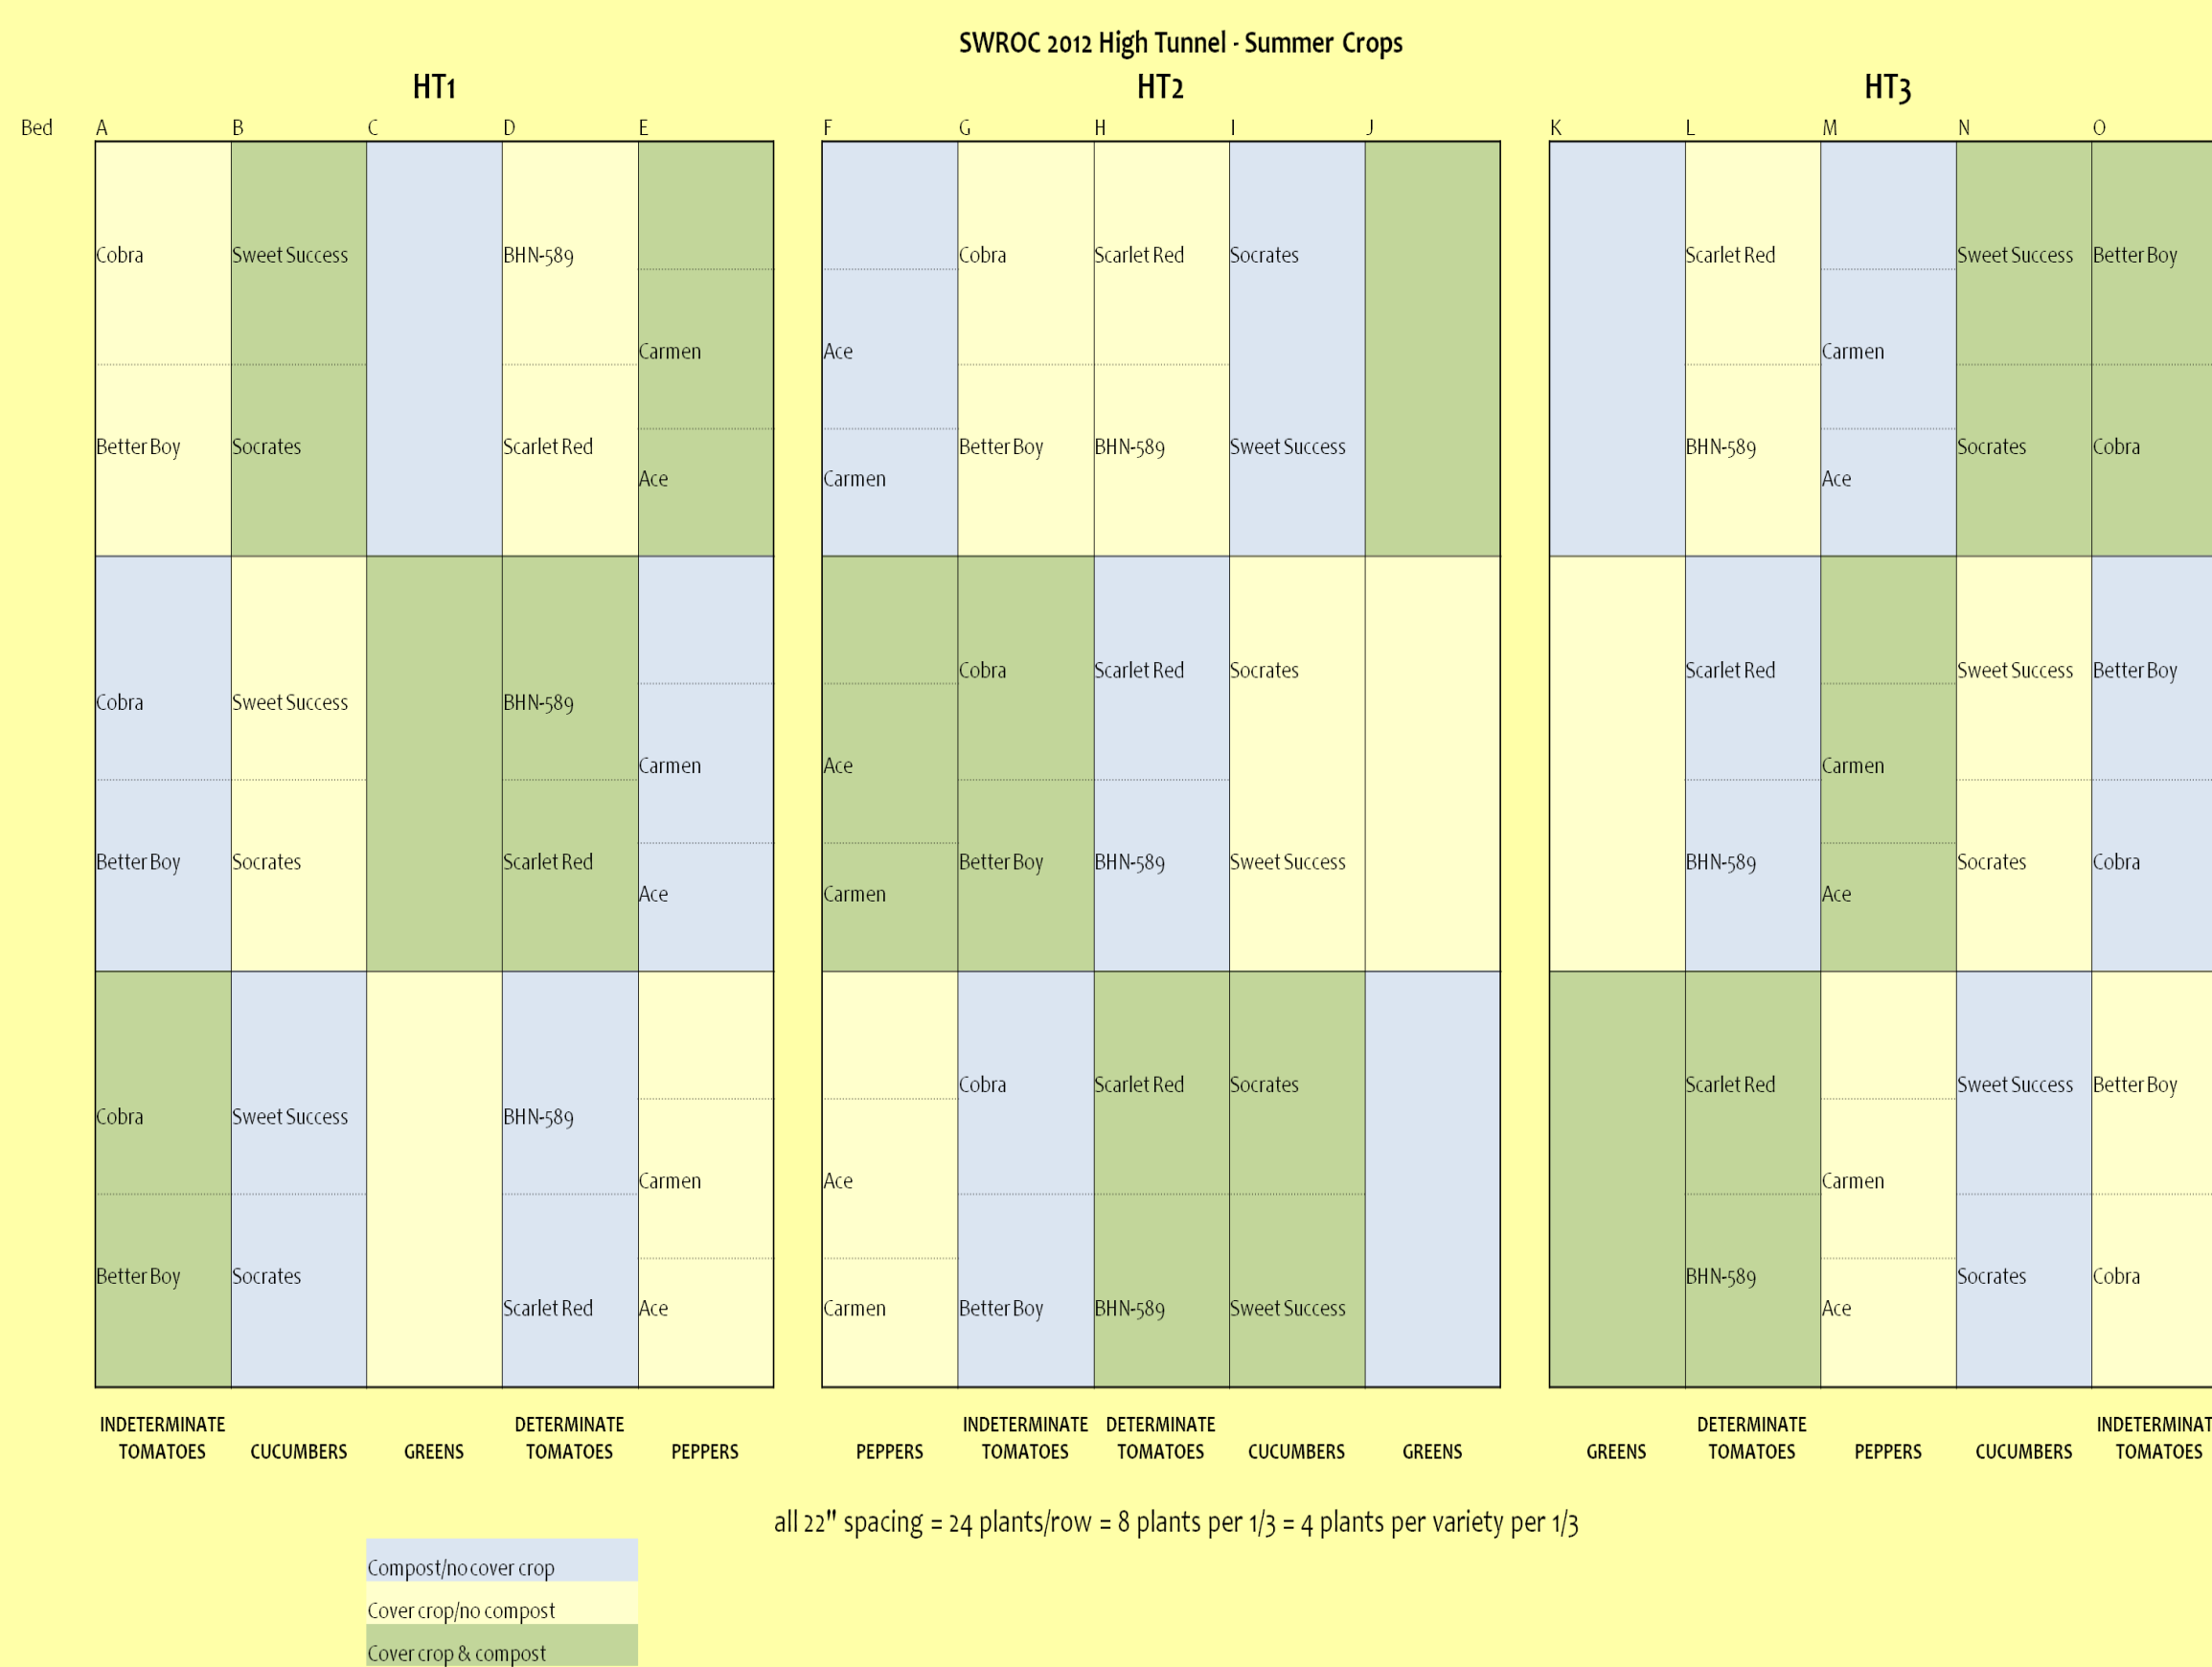 SWROC 2012 High Tunnel - Summer Crops
HT1 HT2 HT3
Bed A B C D E F G H I J K L M N O
Cobra Sweet Success BHN-589 Cobra Scarlet Red Socrates Scarlet Red Sweet Success Better Boy
Carmen Ace Carmen
Better Boy Socrates Scarlet Red Better Boy BHN-589 Sweet Success BHN-589 Socrates Cobra
Ace Carmen Ace
Cobra Scarlet Red Socrates Scarlet Red Sweet Success Better Boy
Cobra Sweet Success BHN-589
Carmen Ace Carmen
Better Boy Socrates Scarlet Red Better Boy BHN-589 Sweet Success BHN-589 Socrates Cobra
Ace Carmen Ace
Cobra Scarlet Red Socrates Scarlet Red Sweet Success Better Boy
Cobra Sweet Success BHN-589
Carmen Ace Carmen
Better Boy Socrates BHN-589 Socrates Cobra
Scarlet Red Ace Carmen Better Boy BHN-589 Sweet Success Ace
INDETERMINATE DETERMINATE INDETERMINATE DETERMINATE DETERMINATE INDETERMINAT
TOMATOES CUCUMBERS GREENS TOMATOES PEPPERS PEPPERS TOMATOES TOMATOES CUCUMBERS GREENS GREENS TOMATOES PEPPERS CUCUMBERS TOMATOES
all 22" spacing = 24 plants/row = 8 plants per 1/3 = 4 plants per variety per 1/3
Compost/no cover crop
Cover crop/no compost
Cover crop & compost